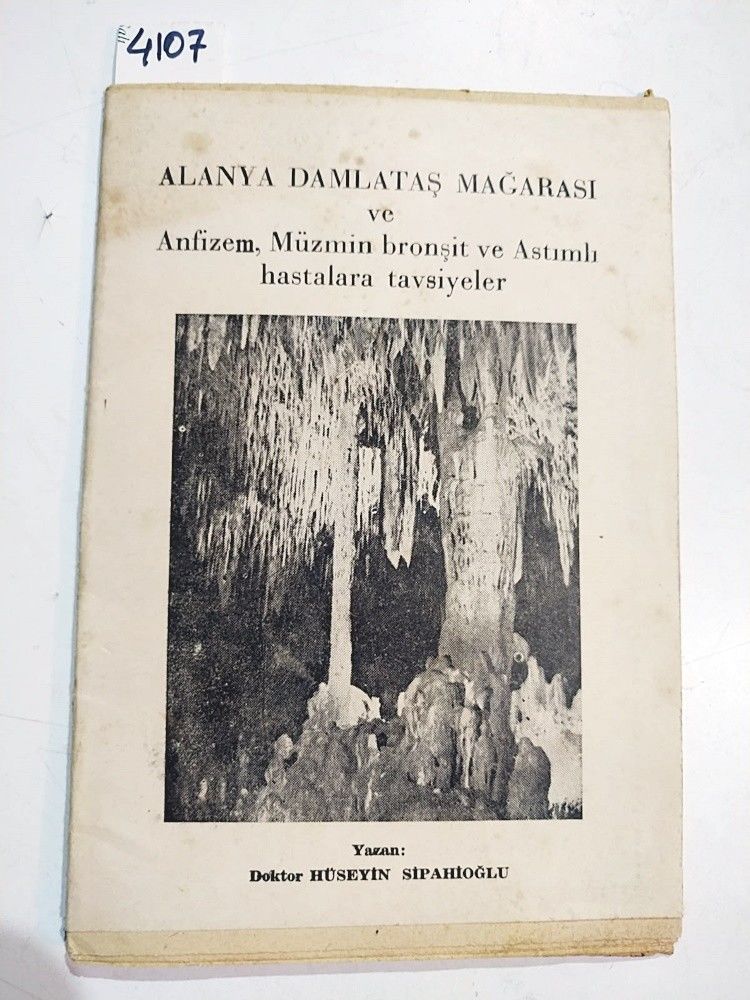 4107
ALANYA DAMLATAŞ MAĞARASI
ve
Anfizem, Müzmin bronşit ve Astımlı
hastalara tavsiyeler
Yazan:
Doktor HÜSEYİN SİPAHİOĞLU